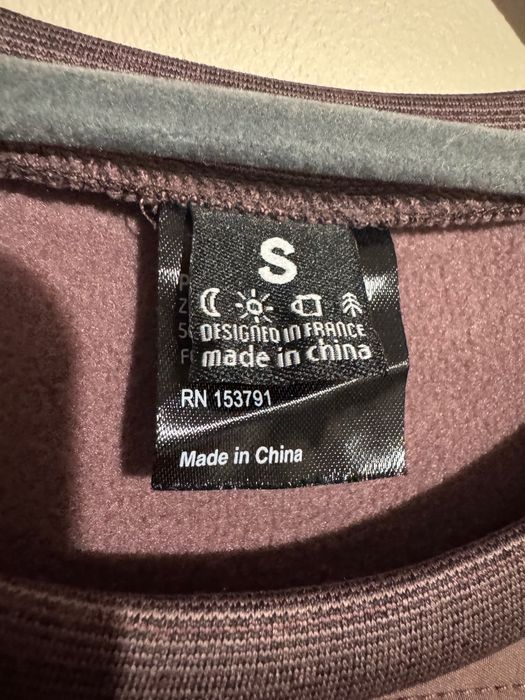 S
DESIGNED IN FRANCE
made in china
RN 153791
Made in China